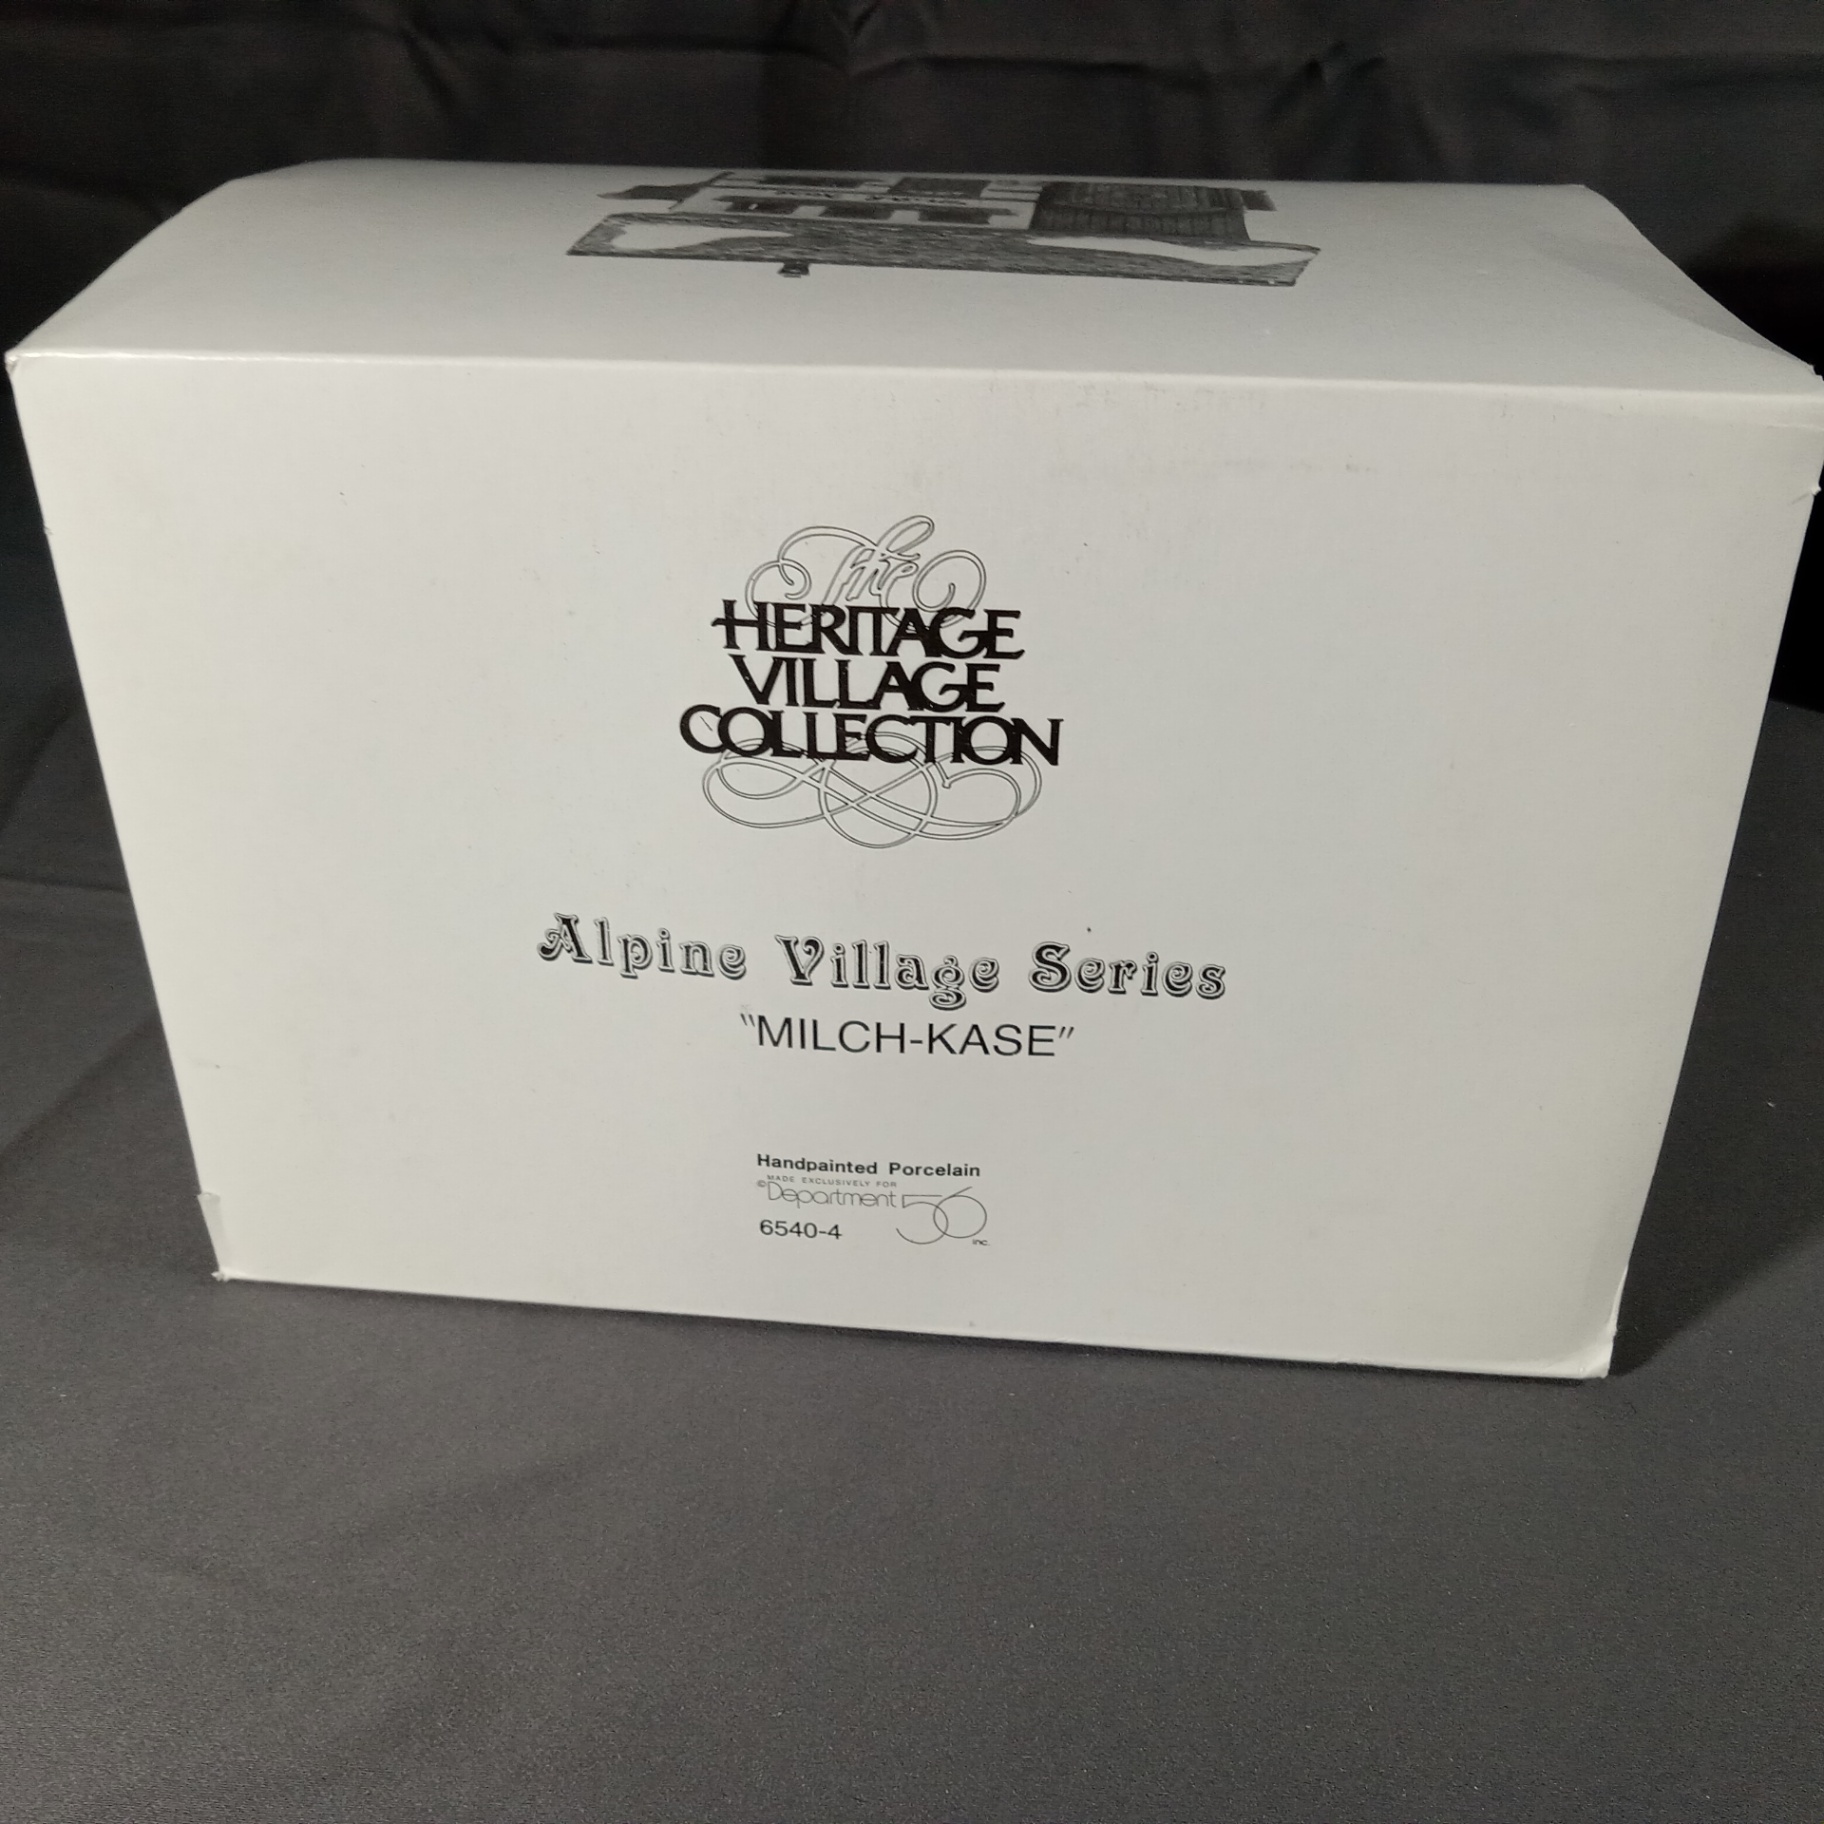 The
HERITAGE
VILLAGE
COLLECTION
Alpine Village Series
"MILCH-KASE"
Handpainted Porcelain
MADE EXCLUSIVELY FOR
©Department 56
inc.
6540-4